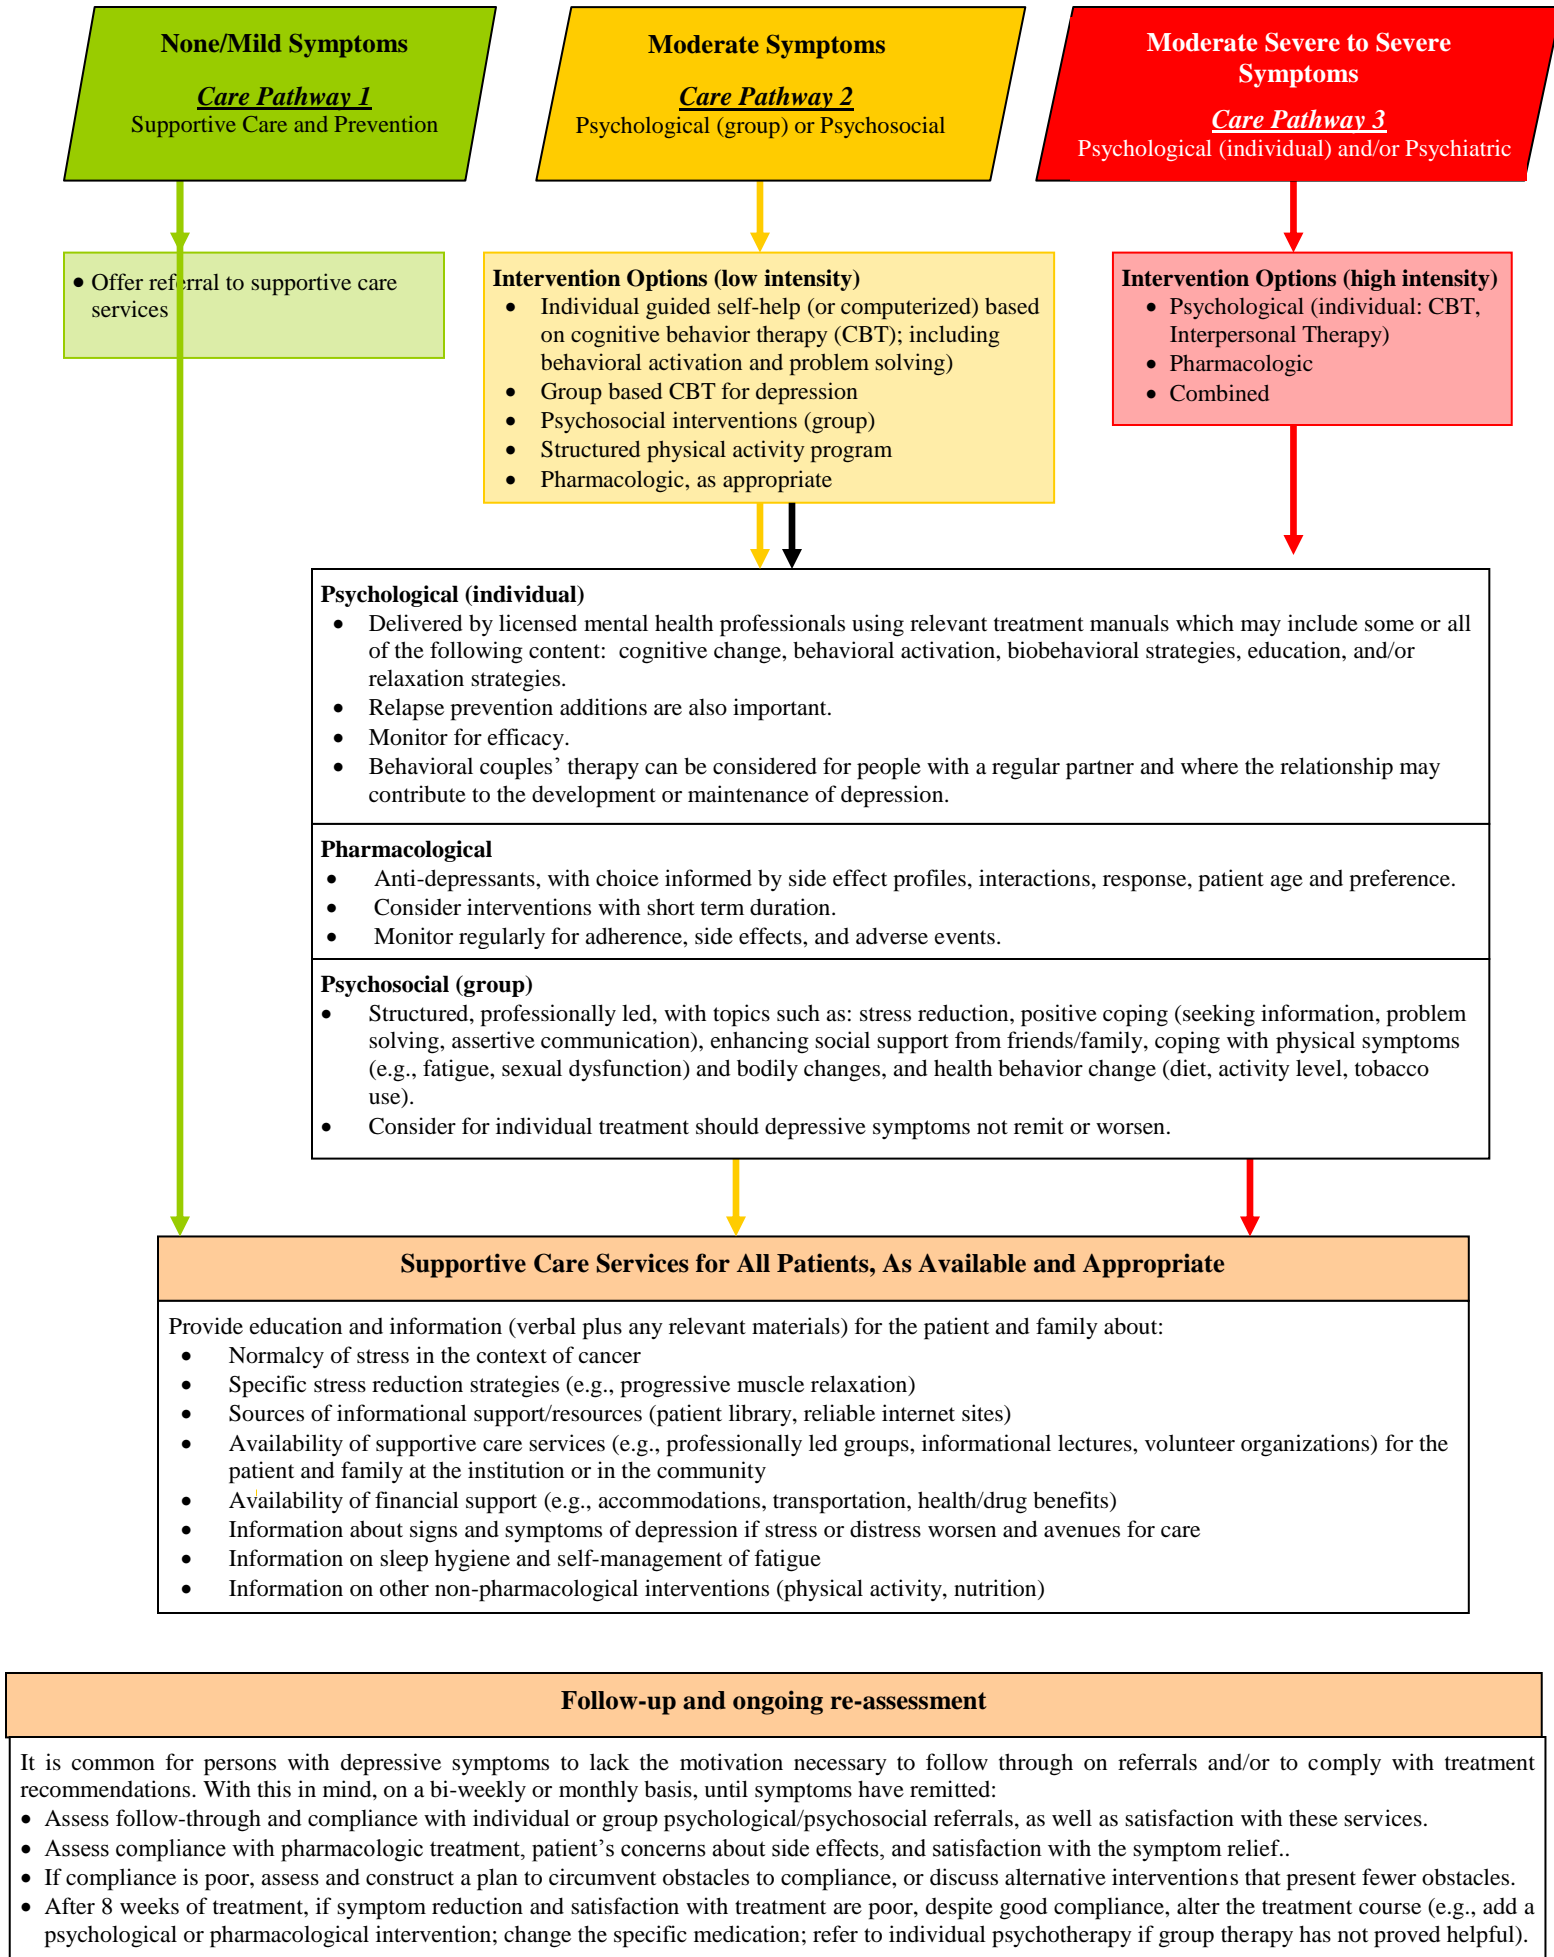 None/Mild Symptoms
Care Pathway 1
Supportive Care and Prevention
Moderate Symptoms
Care Pathway 2
Psychological (group) or Psychosocial
Moderate Severe to Severe
Symptoms
Care Pathway 3
Psychological (individual) and/or Psychiatric
• Offer referral to supportive care
services
Intervention Options (low intensity)
• Individual guided self-help (or computerized) based
on cognitive behavior therapy (CBT); including
behavioral activation and problem solving)
• Group based CBT for depression
• Psychosocial interventions (group)
• Structured physical activity program
• Pharmacologic, as appropriate
Intervention Options (high intensity)
• Psychological (individual: CBT,
Interpersonal Therapy)
• Pharmacologic
• Combined
Psychological (individual)
• Delivered by licensed mental health professionals using relevant treatment manuals which may include some or all
of the following content: cognitive change, behavioral activation, biobehavioral strategies, education, and/or
relaxation strategies.
• Relapse prevention additions are also important.
• Monitor for efficacy.
• Behavioral couples’ therapy can be considered for people with a regular partner and where the relationship may
contribute to the development or maintenance of depression.
Pharmacological
• Anti-depressants, with choice informed by side effect profiles, interactions, response, patient age and preference.
• Consider interventions with short term duration.
• Monitor regularly for adherence, side effects, and adverse events.
Psychosocial (group)
• Structured, professionally led, with topics such as: stress reduction, positive coping (seeking information, problem
solving, assertive communication), enhancing social support from friends/family, coping with physical symptoms
(e.g., fatigue, sexual dysfunction) and bodily changes, and health behavior change (diet, activity level, tobacco
use).
• Consider for individual treatment should depressive symptoms not remit or worsen.
Supportive Care Services for All Patients, As Available and Appropriate
Provide education and information (verbal plus any relevant materials) for the patient and family about:
• Normalcy of stress in the context of cancer
• Specific stress reduction strategies (e.g., progressive muscle relaxation)
• Sources of informational support/resources (patient library, reliable internet sites)
• Availability of supportive care services (e.g., professionally led groups, informational lectures, volunteer organizations) for the
patient and family at the institution or in the community
• Availability of financial support (e.g., accommodations, transportation, health/drug benefits)
• Information about signs and symptoms of depression if stress or distress worsen and avenues for care
• Information on sleep hygiene and self-management of fatigue
• Information on other non-pharmacological interventions (physical activity, nutrition)
Follow-up and ongoing re-assessment
It is common for persons with depressive symptoms to lack the motivation necessary to follow through on referrals and/or to comply with treatment
recommendations. With this in mind, on a bi-weekly or monthly basis, until symptoms have remitted:
• Assess follow-through and compliance with individual or group psychological/psychosocial referrals, as well as satisfaction with these services.
• Assess compliance with pharmacologic treatment, patient’s concerns about side effects, and satisfaction with the symptom relief..
• If compliance is poor, assess and construct a plan to circumvent obstacles to compliance, or discuss alternative interventions that present fewer obstacles.
• After 8 weeks of treatment, if symptom reduction and satisfaction with treatment are poor, despite good compliance, alter the treatment course (e.g., add a
psychological or pharmacological intervention; change the specific medication; refer to individual psychotherapy if group therapy has not proved helpful).